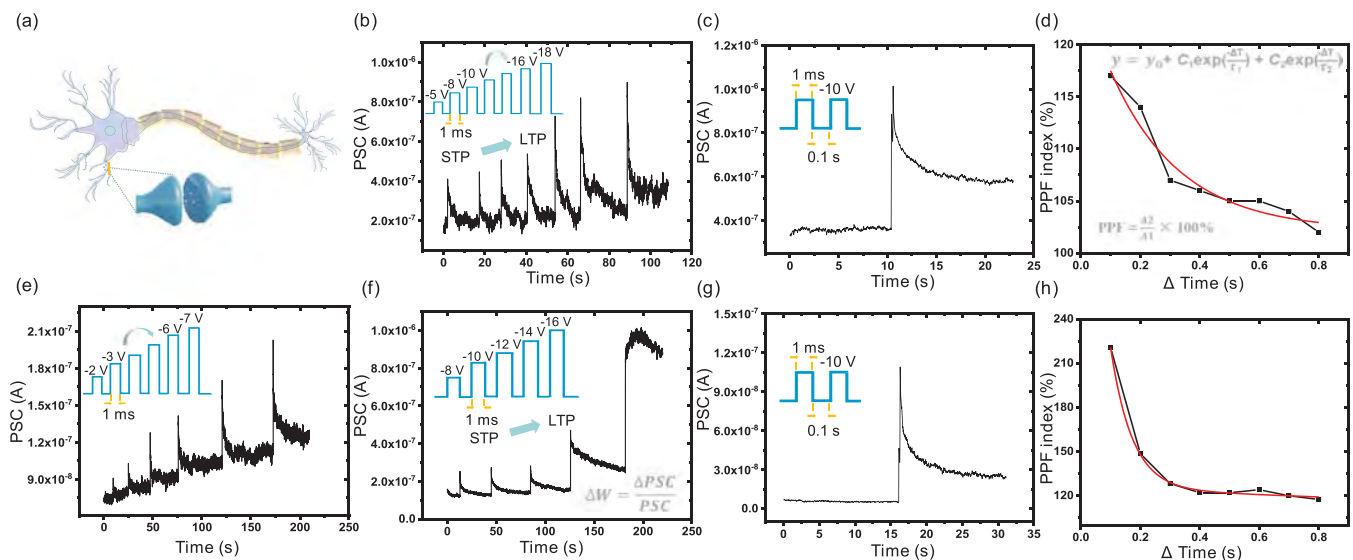 (a)
(b)
PSC (A)
1.0x10⁻⁶
8.0x10⁻⁷
6.0x10⁻⁷
4.0x10⁻⁷
2.0x10⁻⁷
-5 V
-8 V
-10 V
-16 V
-18 V
1 ms
STP
LTP
0 20 40 60 80 100 120
Time (s)
(c)
PSC (A)
1.2x10⁻⁶
1.0x10⁻⁶
8.0x10⁻⁷
6.0x10⁻⁷
4.0x10⁻⁷
2.0x10⁻⁷
1 ms
-10 V
0.1 s
0 5 10 15 20 25
Time (s)
(d)
PPF index (%)
120
117
114
111
108
105
102
100
y = y₀+ C₁exp(-ΔT/τ₁) + C₂exp(-ΔT/τ₂)
PPF=A2/A1 × 100%
0.0 0.2 0.4 0.6 0.8
Δ Time (s)
(e)
PSC (A)
2.1x10⁻⁷
1.8x10⁻⁷
1.5x10⁻⁷
1.2x10⁻⁷
9.0x10⁻⁸
-2 V
-3 V
-6 V
-7 V
1 ms
0 50 100 150 200 250
Time (s)
(f)
PSC (A)
1.0x10⁻⁶
8.0x10⁻⁷
6.0x10⁻⁷
4.0x10⁻⁷
2.0x10⁻⁷
0.0
-8 V
-10 V
-12 V
-14 V
-16 V
1 ms
STP
LTP
ΔW = ΔPSC/PSC
0 50 100 150 200 250
Time (s)
(g)
PSC (A)
1.5x10⁻⁷
1.2x10⁻⁷
9.0x10⁻⁸
6.0x10⁻⁸
3.0x10⁻⁸
0.0
1 ms
-10 V
0.1 s
0 5 10 15 20 25 30 35
Time (s)
(h)
PPF index (%)
240
210
180
150
120
90
0.0 0.2 0.4 0.6 0.8
Δ Time (s)